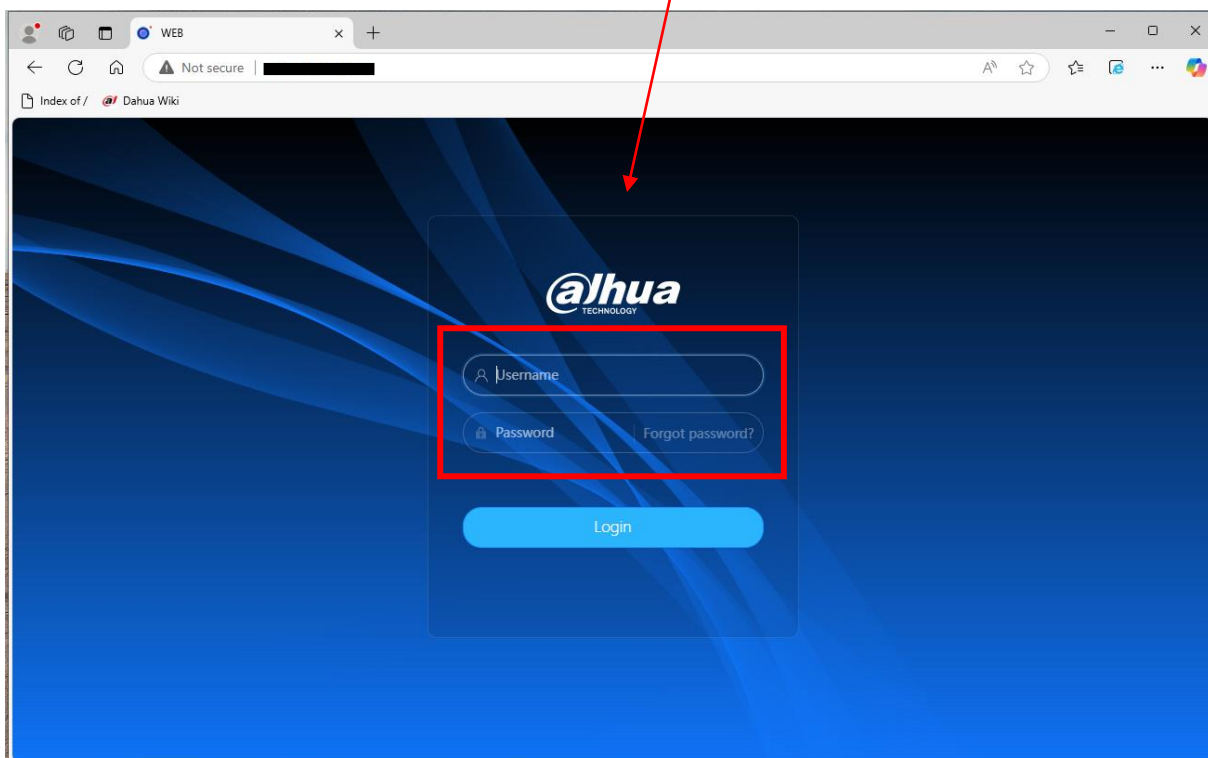 WEB
Not secure
Index of /
Dahua Wiki
alhua
TECHNOLOGY
Username
Password Forgot password?
Login